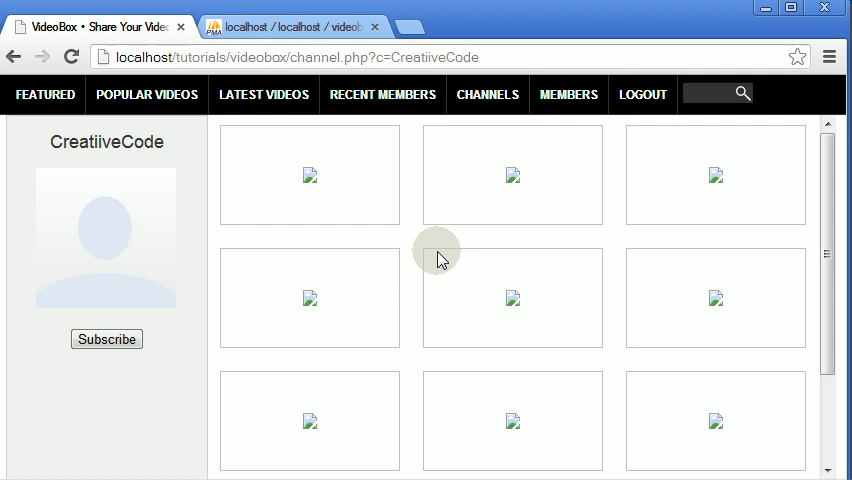 VideoBox • Share Your Vide
PMA localhost / localhost / videob
localhost/tutorials/videobox/channel.php?c=CreatiiveCode
FEATURED POPULAR VIDEOS LATEST VIDEOS RECENT MEMBERS CHANNELS MEMBERS LOGOUT
CreatiiveCode
Subscribe